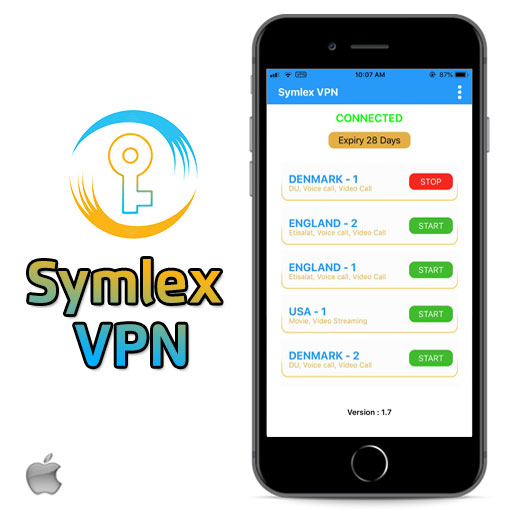 Symlex
VPN
VPN
10:07 AM
87%
Symlex VPN
CONNECTED
Expiry 28 Days
DENMARK - 1
DU, Voice call, Video Call
STOP
ENGLAND - 2
Etisalat, Voice call, Video Call
START
ENGLAND - 1
Etisalat, Voice call, Video Call
START
USA - 1
Movie, Video Streaming
START
DENMARK - 2
DU, Voice call, Video Call
START
Version : 1.7